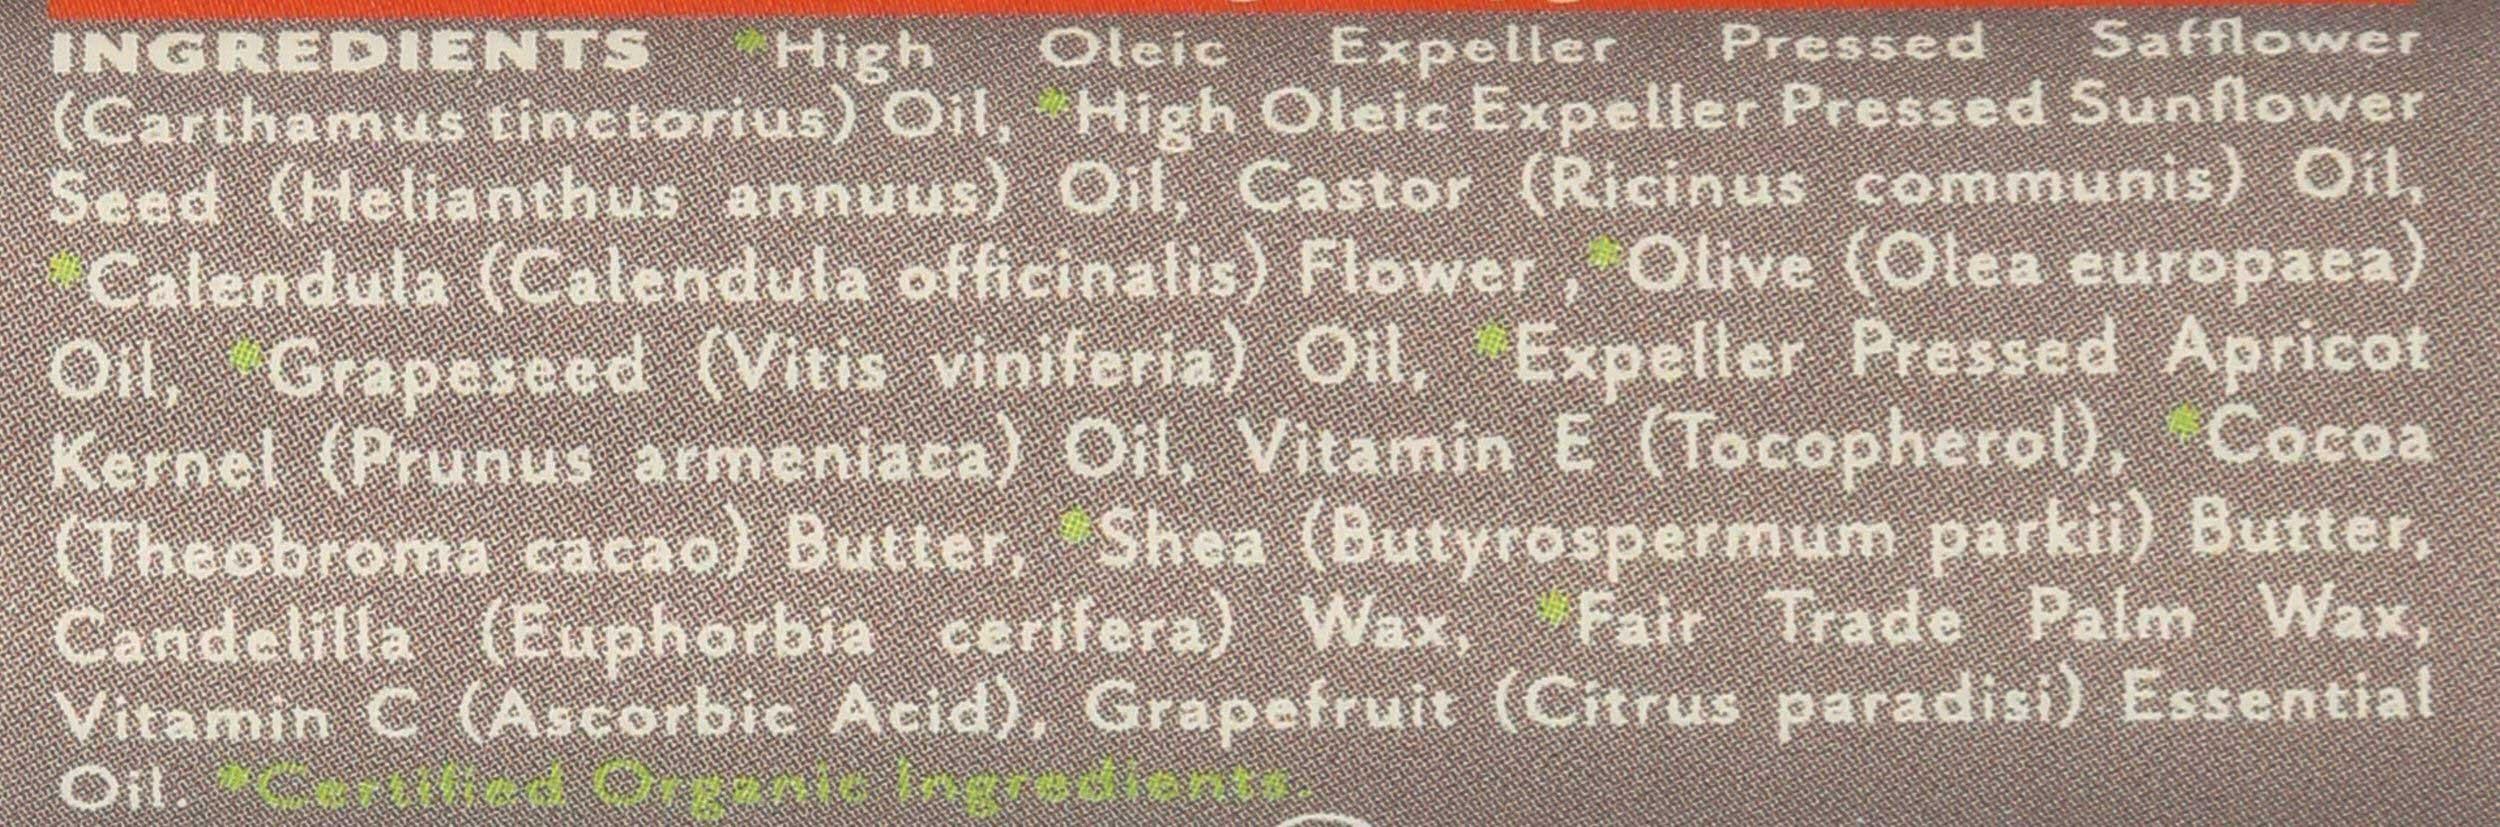 INGREDIENTS *High Oleic Expeller Pressed Safflower
(Carthamus tinctorius) Oil, *High Oleic Expeller Pressed Sunflower
Seed (Helianthus annuus) Oil, Castor (Ricinus communis) Oil,
*Calendula (Calendula officinalis) Flower , *Olive (Olea europaea)
Oil, *Grapeseed (Vitis viniferia) Oil, *Expeller Pressed Apricot
Kernel (Prunus armeniaca) Oil, Vitamin E (Tocopherol), *Cocoa
(Theobroma cacao) Butter, *Shea (Butyrospermum parkii) Butter,
Candelilla (Euphorbia cerifera) Wax, *Fair Trade Palm Wax,
Vitamin C (Ascorbic Acid), Grapefruit (Citrus paradisi) Essential
Oil. *Certified Organic Ingredients.